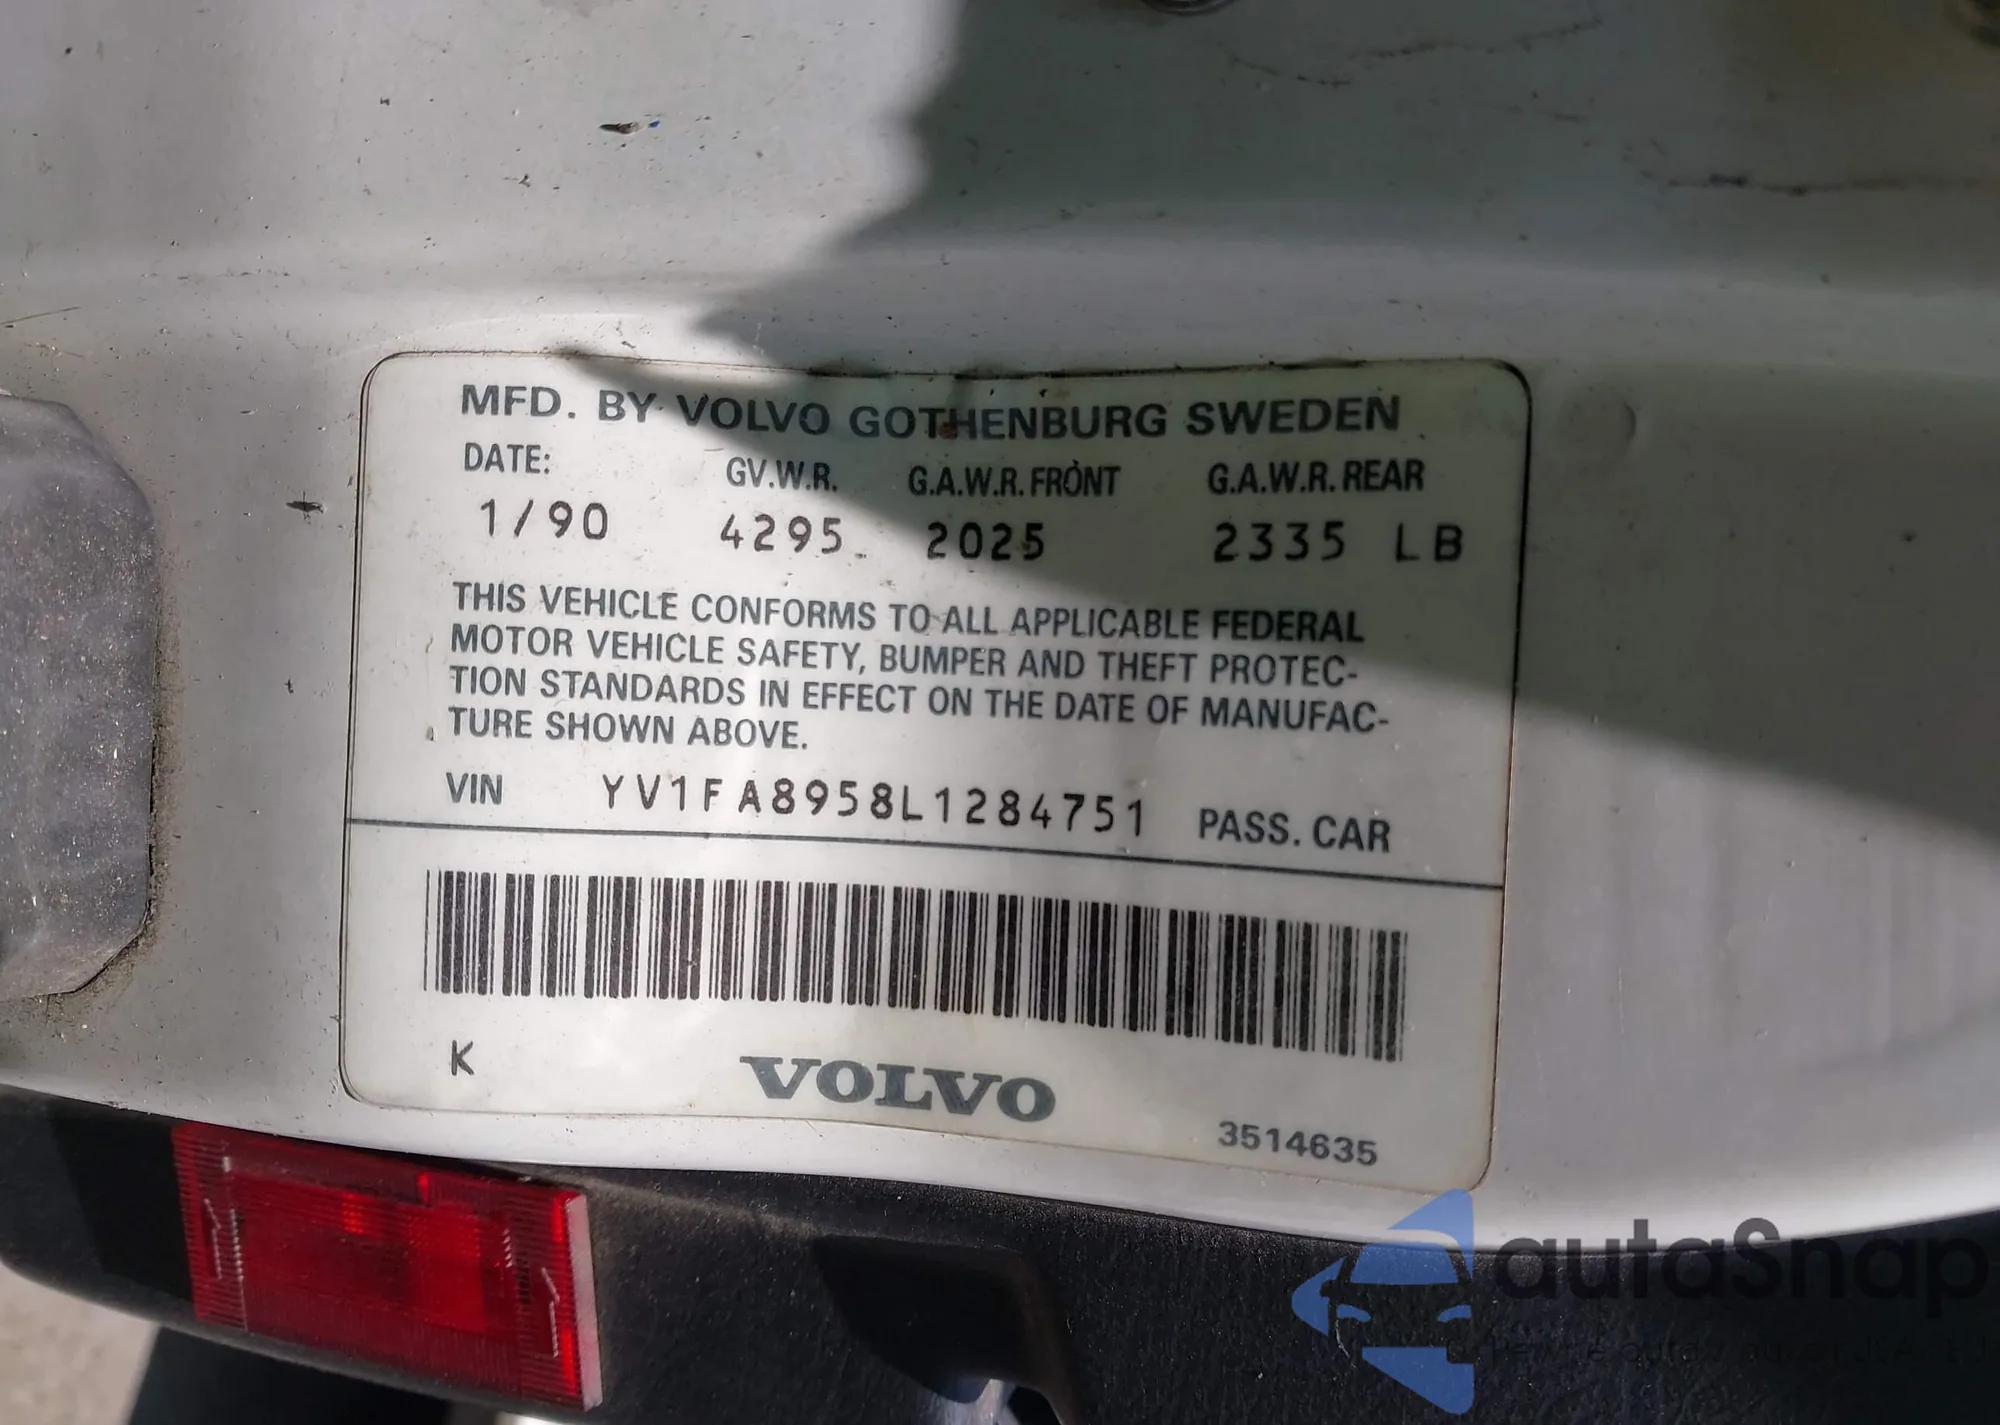 MFD. BY VOLVO GOTHENBURG SWEDEN
DATE: G.V.W.R. G.A.W.R. FRONT G.A.W.R. REAR
1/90 4295 2025 2335 LB
THIS VEHICLE CONFORMS TO ALL APPLICABLE FEDERAL
MOTOR VEHICLE SAFETY, BUMPER AND THEFT PROTEC-
TION STANDARDS IN EFFECT ON THE DATE OF MANUFAC-
TURE SHOWN ABOVE.
VIN YV1FA8958L1284751 PASS. CAR
K VOLVO 3514635
autaSnap